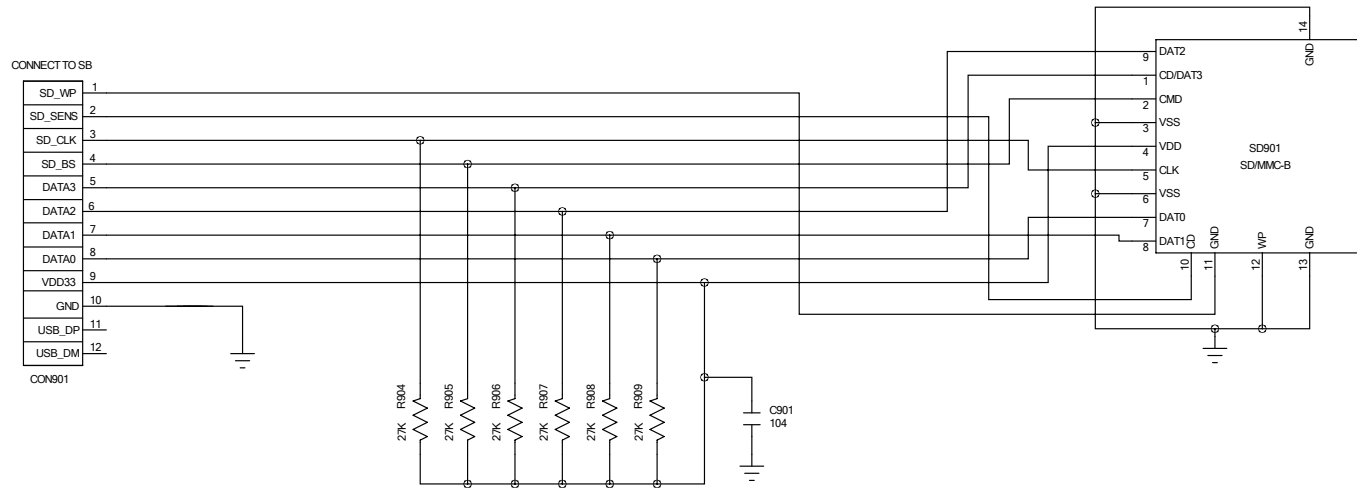 CONNECT TO SB
SD_WP 1
SD_SENS 2
SD_CLK 3
SD_BS 4
DATA3 5
DATA2 6
DATA1 7
DATA0 8
VDD33 9
GND 10
USB_DP 11
USB_DM 12
CON901
R904 27K
R905 27K
R906 27K
R907 27K
R908 27K
R909 27K
C901
104
14 GND
9 DAT2
1 CD/DAT3
2 CMD
3 VSS
4 VDD
5 CLK
6 VSS
7 DAT0
8 DAT1
SD901
SD/MMC-B
10 CD
11 GND
12 WP
13 GND